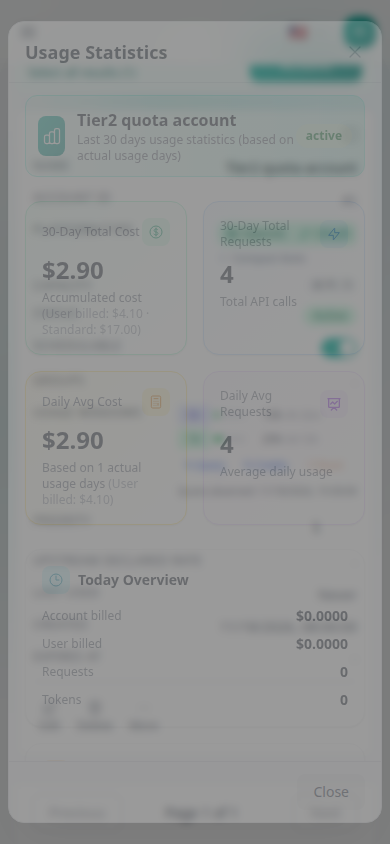 Usage Statistics
Tier2 quota account
Last 30 days usage statistics (based on
actual usage days)
active
30-Day Total Cost
$2.90
Accumulated cost
(User billed: $4.10 ·
Standard: $17.00)
30-Day Total
Requests
4
Total API calls
Daily Avg Cost
$2.90
Based on 1 actual
usage days (User
billed: $4.10)
Daily Avg
Requests
4
Average daily usage
Today Overview
Account billed $0.0000
User billed $0.0000
Requests 0
Tokens 0
Close